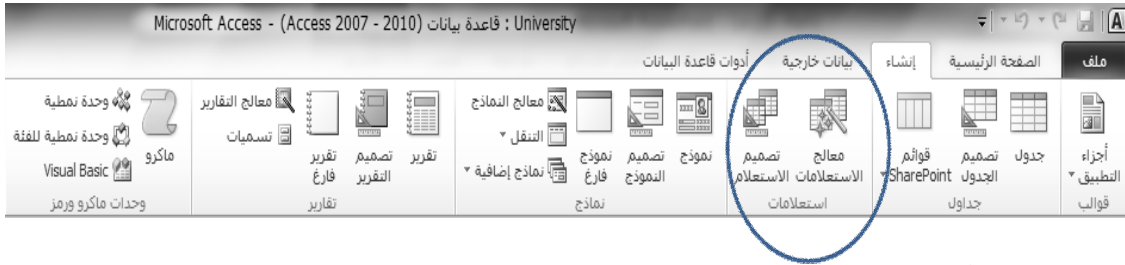 University : قاعدة بيانات (Access 2007 - 2010) - Microsoft Access
A
ملف الصفحة الرئيسية إنشاء بيانات خارجية أدوات قاعدة البيانات
أجزاء التطبيق
قوالب
جدول
تصميم الجدول
قوائم SharePoint
جداول
معالج الاستعلامات
تصميم الاستعلام
استعلامات
نموذج
تصميم النموذج
نموذج فارغ
معالج النماذج
التنقل
نماذج إضافية
نماذج
تقرير
تصميم التقرير
تقرير فارغ
معالج التقارير
تسميات
تقارير
ماكرو
وحدة نمطية
وحدة نمطية للفئة
Visual Basic
وحدات ماكرو ورمز